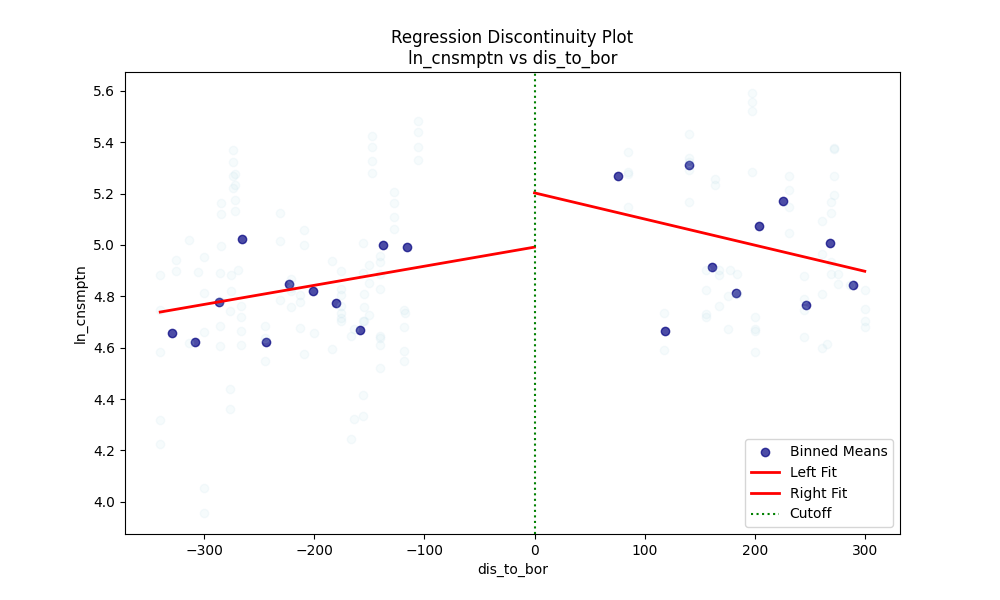 Regression Discontinuity Plot
ln_cnsmptn vs dis_to_bor
5.6
5.4
5.2
5.0
4.8
4.6
4.4
4.2
4.0
ln_cnsmptn
−300
−200
−100
0
100
200
300
dis_to_bor
Binned Means
Left Fit
Right Fit
Cutoff